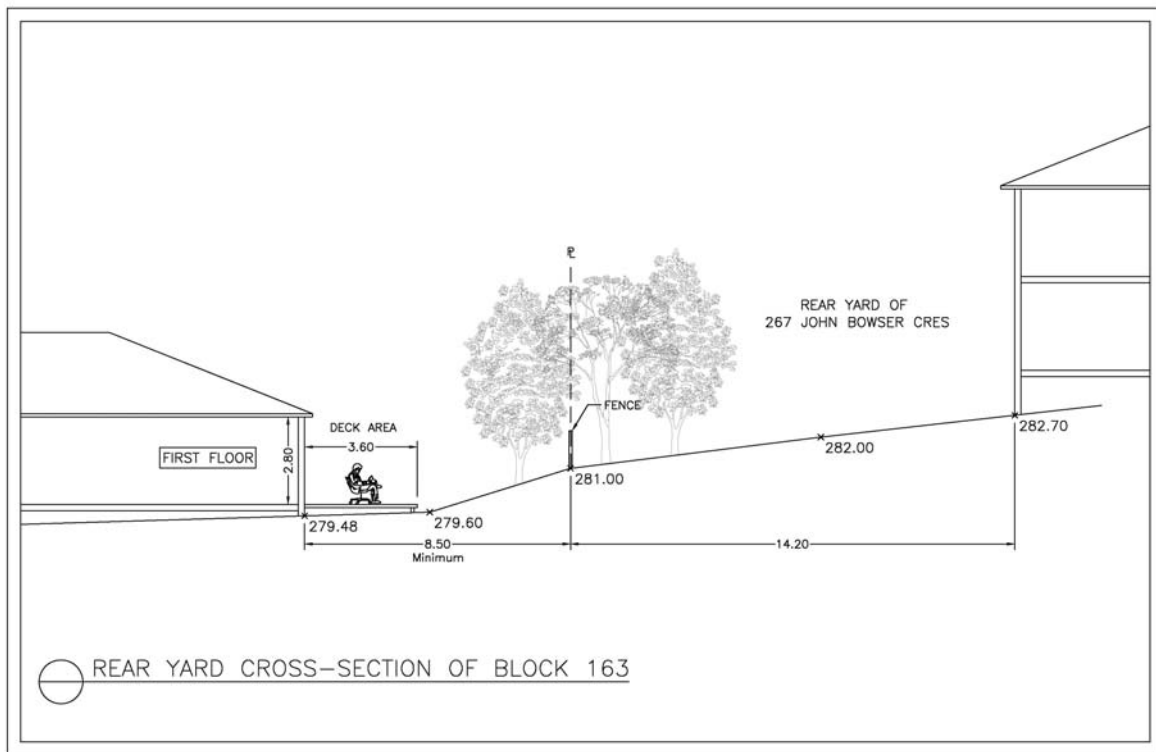 ℄
REAR YARD OF
267 JOHN BOWSER CRES
FENCE
DECK AREA
3.60
FIRST FLOOR
2.80
281.00
282.00
282.70
279.48
279.60
8.50
Minimum
14.20
REAR YARD CROSS-SECTION OF BLOCK 163